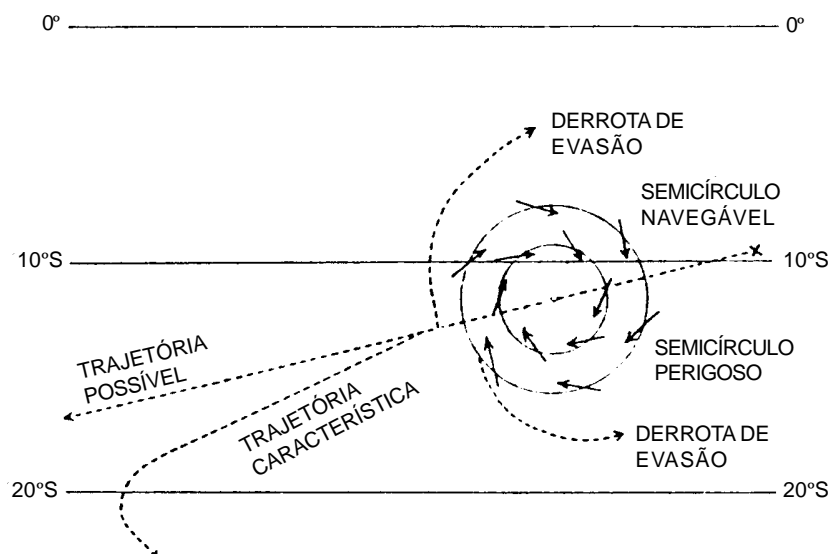 0º
0º
DERROTA DE
EVASÃO
SEMICÍRCULO
NAVEGÁVEL
10ºS
10ºS
TRAJETÓRIA
POSSÍVEL
TRAJETÓRIA
CARACTERÍSTICA
SEMICÍRCULO
PERIGOSO
DERROTA DE
EVASÃO
20ºS
20ºS